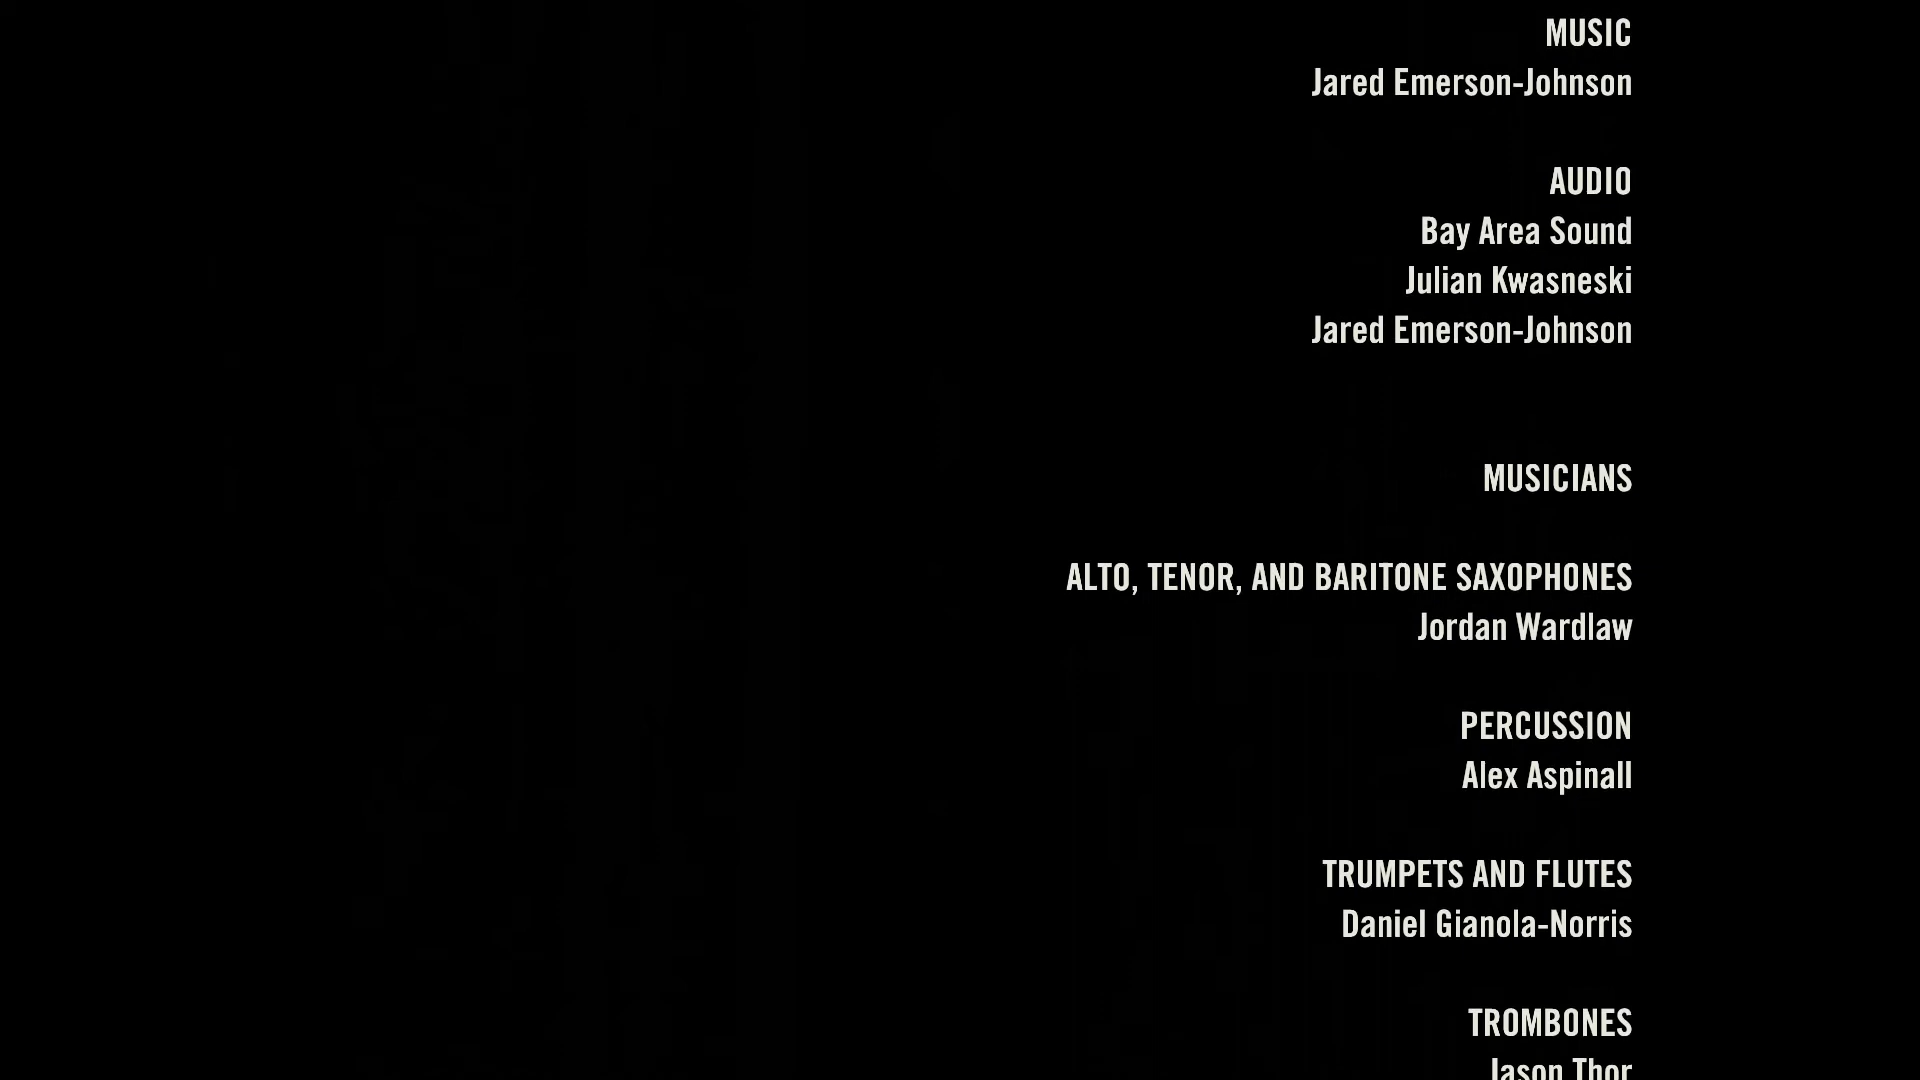 MUSIC
Jared Emerson-Johnson
AUDIO
Bay Area Sound
Julian Kwasneski
Jared Emerson-Johnson
MUSICIANS
ALTO, TENOR, AND BARITONE SAXOPHONES
Jordan Wardlaw
PERCUSSION
Alex Aspinall
TRUMPETS AND FLUTES
Daniel Gianola-Norris
TROMBONES
Jason Thor